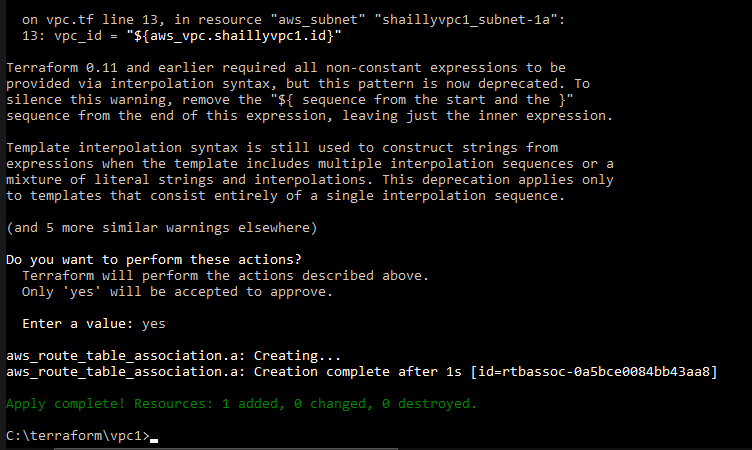 on vpc.tf line 13, in resource "aws_subnet" "shaillyvpc1_subnet-1a":
13: vpc_id = "${aws_vpc.shaillyvpc1.id}"
Terraform 0.11 and earlier required all non-constant expressions to be
provided via interpolation syntax, but this pattern is now deprecated. To
silence this warning, remove the "${ sequence from the start and the }"
sequence from the end of this expression, leaving just the inner expression.
Template interpolation syntax is still used to construct strings from
expressions when the template includes multiple interpolation sequences or a
mixture of literal strings and interpolations. This deprecation applies only
to templates that consist entirely of a single interpolation sequence.
(and 5 more similar warnings elsewhere)
Do you want to perform these actions?
Terraform will perform the actions described above.
Only 'yes' will be accepted to approve.
Enter a value: yes
aws_route_table_association.a: Creating...
aws_route_table_association.a: Creation complete after 1s [id=rtbassoc-0a5bce0084bb43aa8]
Apply complete! Resources: 1 added, 0 changed, 0 destroyed.
C:\terraform\vpc1>